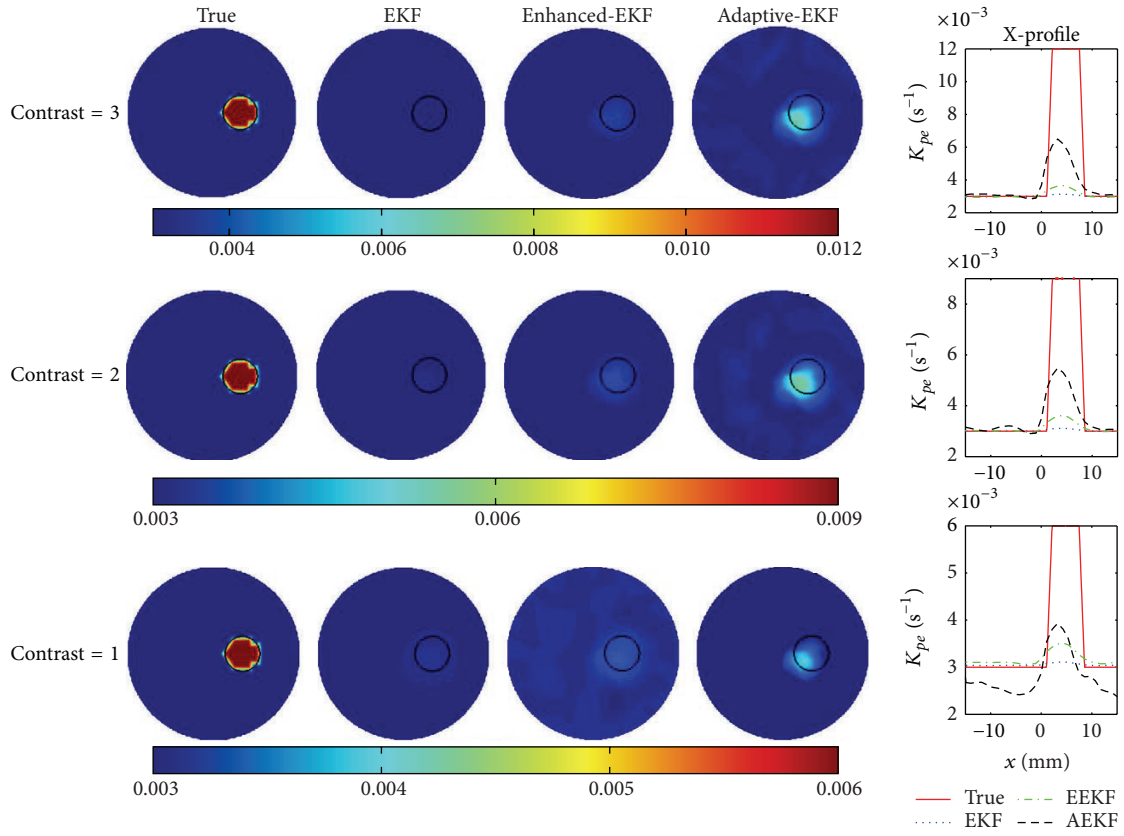 True EKF Enhanced-EKF Adaptive-EKF
Contrast = 3
0.004 0.006 0.008 0.010 0.012
×10⁻³
X-profile
12
10
8
6
4
2
K_pe (s⁻¹)
−10 0 10
Contrast = 2
0.003 0.006 0.009
×10⁻³
8
6
4
2
K_pe (s⁻¹)
−10 0 10
Contrast = 1
0.003 0.004 0.005 0.006
×10⁻³
6
5
4
3
2
K_pe (s⁻¹)
−10 0 10
x (mm)
True EEKF
EKF AEKF